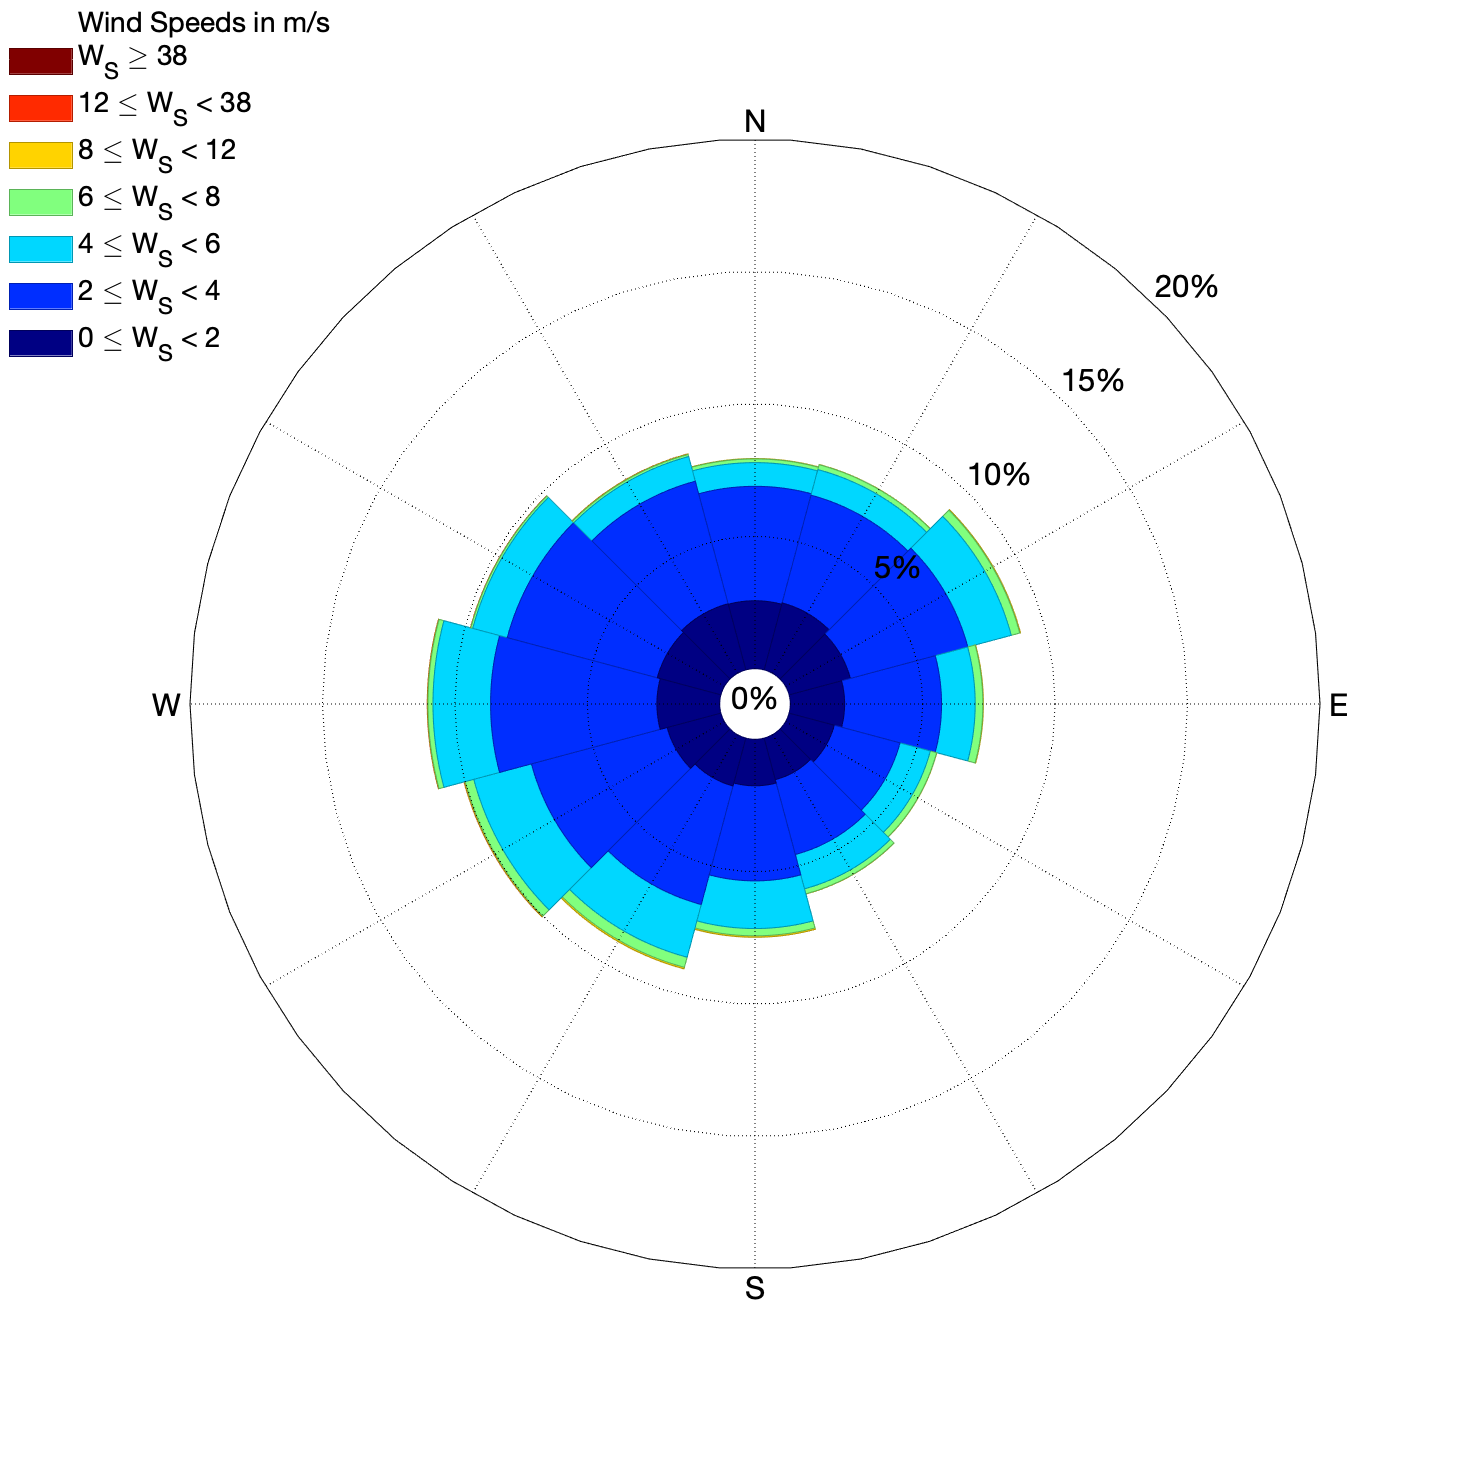 Wind Speeds in m/s
W_S ≥ 38
12 ≤ W_S < 38
8 ≤ W_S < 12
6 ≤ W_S < 8
4 ≤ W_S < 6
2 ≤ W_S < 4
0 ≤ W_S < 2
N
20%
15%
10%
5%
0%
W
E
S